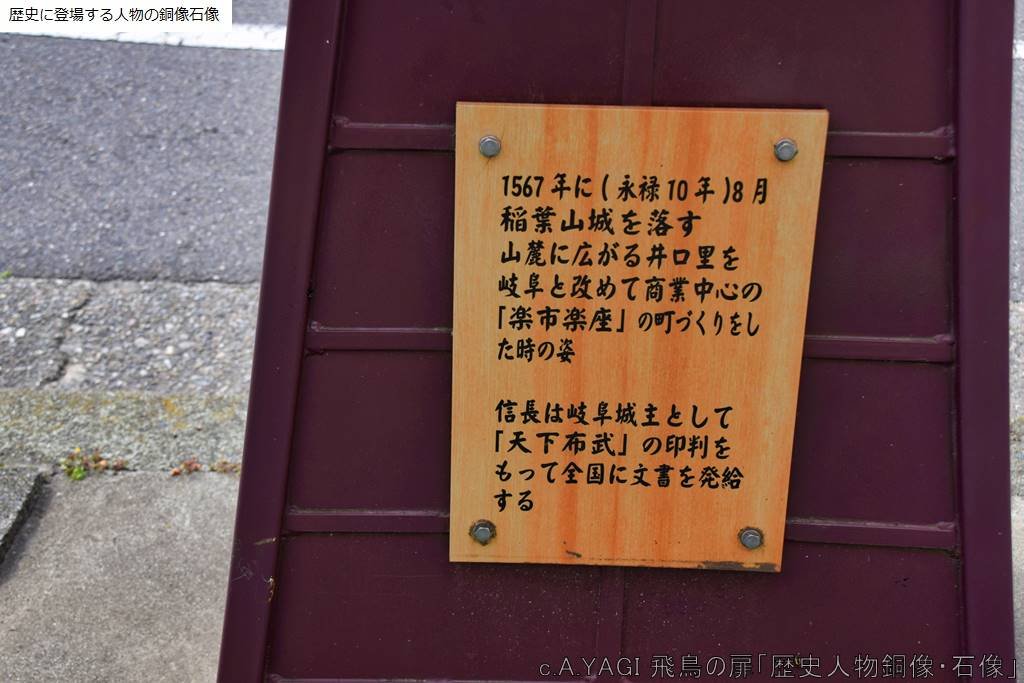 歴史に登場する人物の銅像石像
1567年に(永禄10年)8月
稲葉山城を落す
山麓に広がる井口里を
岐阜と改めて商業中心の
「楽市楽座」の町づくりをし
た時の姿
信長は岐阜城主として
「天下布武」の印判を
もって全国に文書を発給
する
c.A.YAGI 飛鳥の扉「歴史人物銅像・石像」